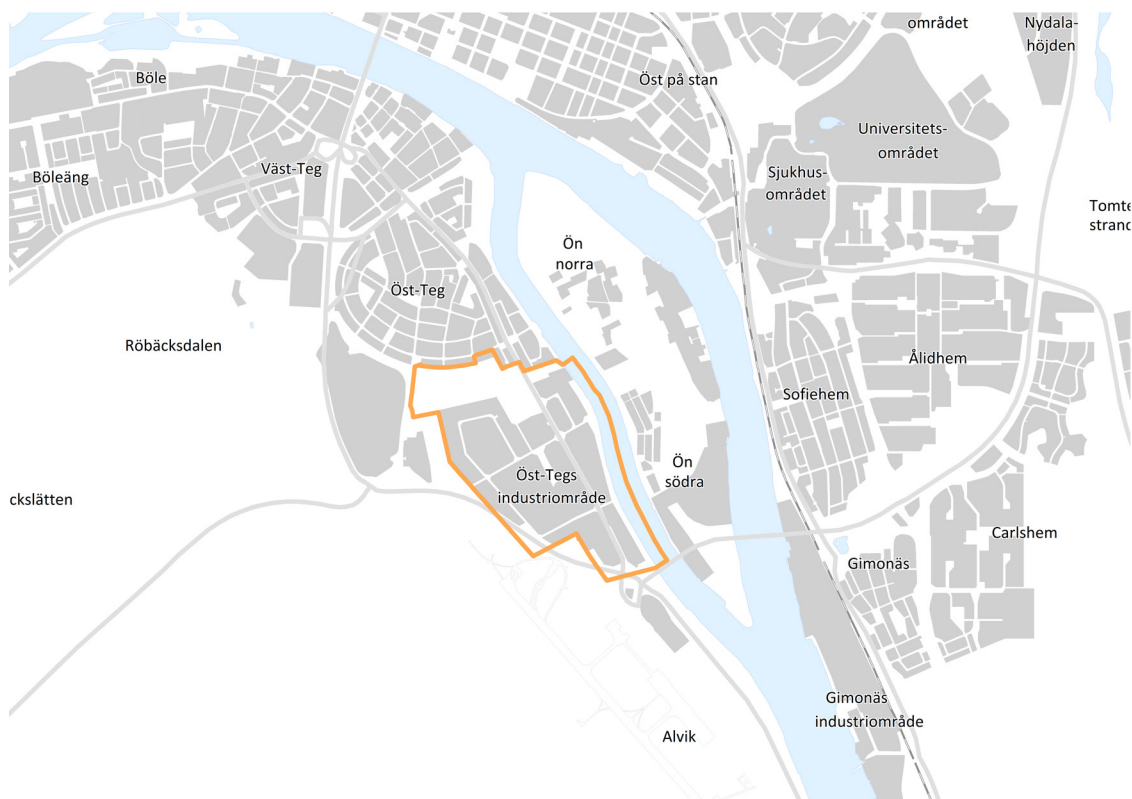 området
Nydala-
höjden
Böle
Öst på stan
Universitets-
området
Väst-Teg
Böleäng
Sjukhus-
området
Tomte
strand
Ön
norra
Öst-Teg
Röbäcksdalen
Ålidhem
Sofiehem
Öst-Tegs
industriområde
Ön
södra
ckslätten
Carlshem
Gimonäs
Gimonäs
industriområde
Alvik